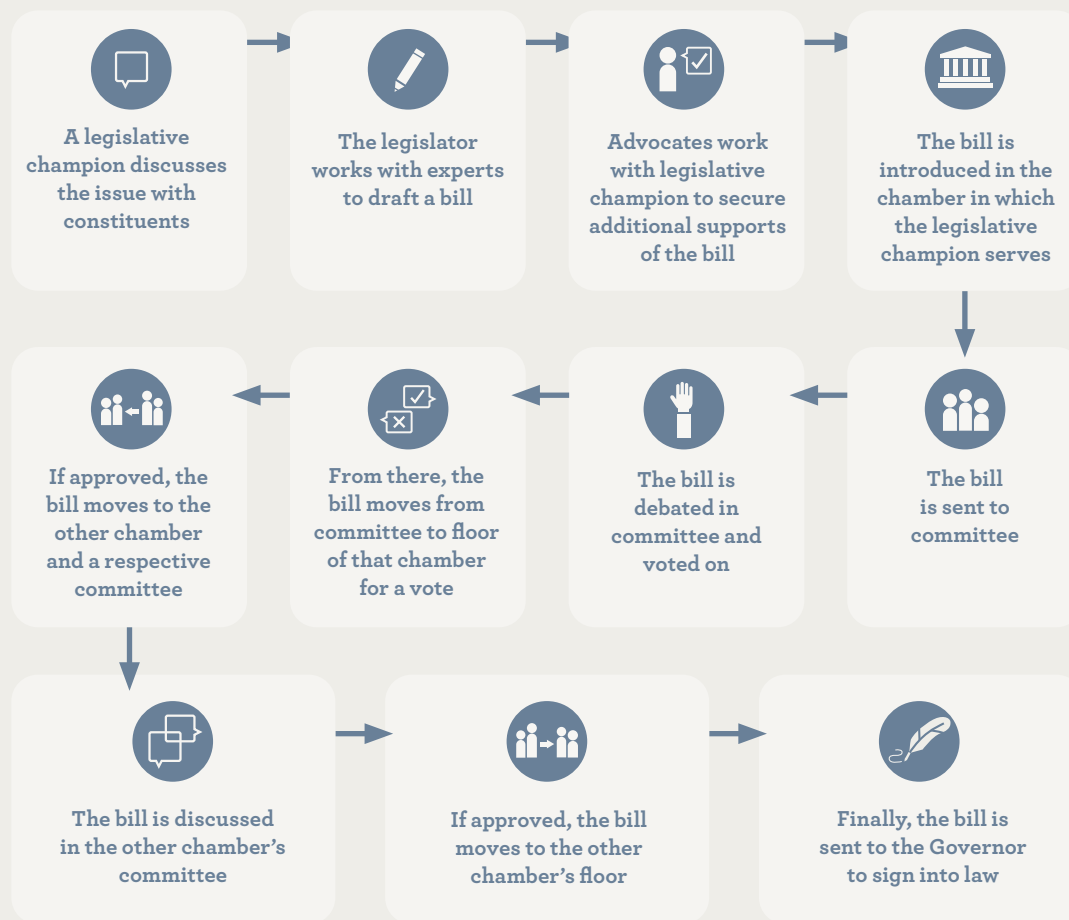 A legislative
champion discusses
the issue with
constituents
The legislator
works with experts
to draft a bill
Advocates work
with legislative
champion to secure
additional supports
of the bill
The bill is
introduced in the
chamber in which
the legislative
champion serves
The bill
is sent to
committee
The bill is
debated in
committee and
voted on
From there, the
bill moves from
committee to floor
of that chamber
for a vote
If approved, the
bill moves to the
other chamber
and a respective
committee
The bill is discussed
in the other chamber’s
committee
If approved, the bill
moves to the other
chamber’s floor
Finally, the bill is
sent to the Governor
to sign into law